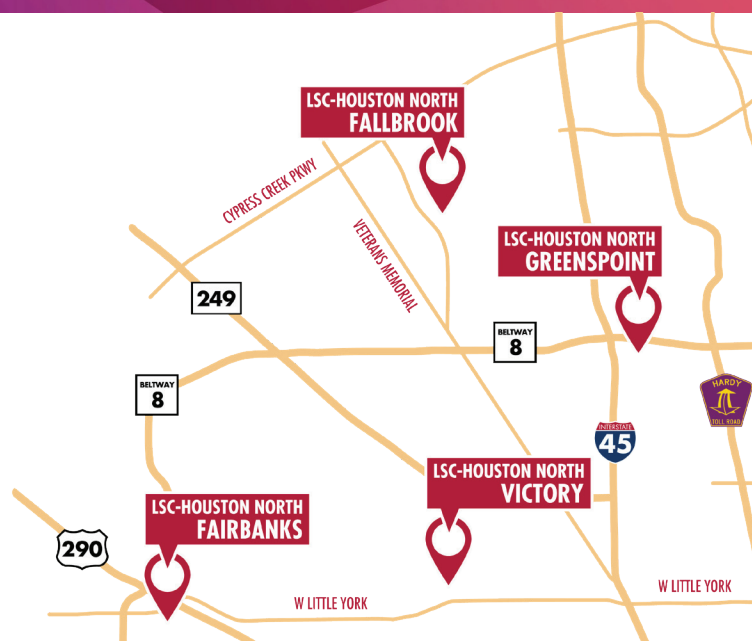 LSC-HOUSTON NORTH
FALLBROOK
CYPRESS CREEK PKWY
VETERANS MEMORIAL
LSC-HOUSTON NORTH
GREENSPOINT
249
BELTWAY
8
BELTWAY
8
HARDY
TOLL ROAD
INTERSTATE
45
LSC-HOUSTON NORTH
VICTORY
LSC-HOUSTON NORTH
FAIRBANKS
290
W LITTLE YORK
W LITTLE YORK